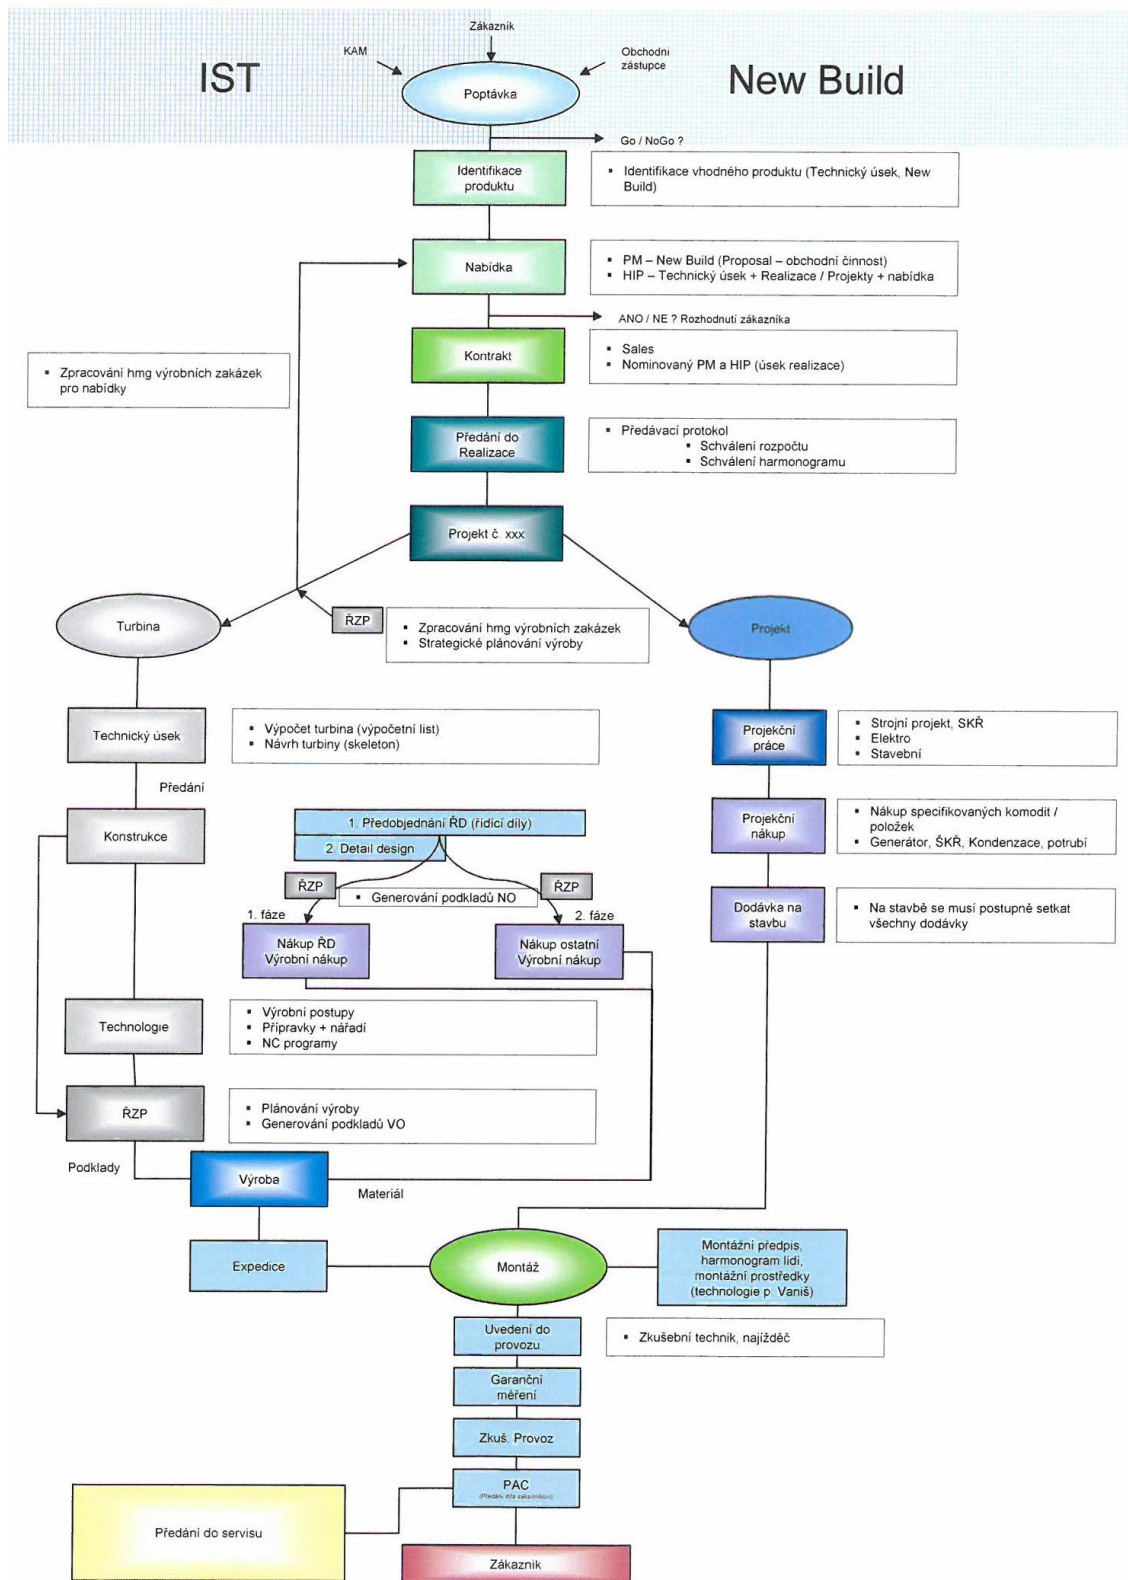 Zákazník
KAM
Obchodní
zástupce
IST
New Build
Poptávka
Go / NoGo ?
Identifikace
produktu
▪ Identifikace vhodného produktu (Technický úsek, New
Build)
Nabídka
▪ PM – New Build (Proposal – obchodní činnost)
▪ HIP – Technický úsek + Realizace / Projekty + nabídka
ANO / NE ? Rozhodnutí zákazníka
Kontrakt
▪ Sales
▪ Nominovaný PM a HIP (úsek realizace)
▪ Zpracování hmg výrobních zakázek
pro nabídky
Předání do
Realizace
▪ Předávací protokol
▪ Schválení rozpočtu
▪ Schválení harmonogramu
Projekt č. xxx
Turbina
ŘZP
▪ Zpracování hmg výrobních zakázek
▪ Strategické plánování výroby
Projekt
Technický úsek
▪ Výpočet turbina (výpočetní list)
▪ Návrh turbiny (skeleton)
Projekční
práce
▪ Strojní projekt, SKŘ
▪ Elektro
▪ Stavební
Předání
Konstrukce
1. Předobjednání ŘD (řidící díly)
2. Detail design
Projekční
nákup
▪ Nákup specifikovaných komodit /
položek
▪ Generátor, ŠKŘ, Kondenzace, potrubí
ŘZP
ŘZP
▪ Generování podkladů NO
1. fáze
2. fáze
Nákup ŘD
Výrobní nákup
Nákup ostatní
Výrobní nákup
Dodávka na
stavbu
▪ Na stavbě se musí postupně setkat
všechny dodávky
Technologie
▪ Výrobní postupy
▪ Přípravky + nářadí
▪ NC programy
ŘZP
▪ Plánování výroby
▪ Generování podkladů VO
Podklady
Výroba
Materiál
Expedice
Montáž
Montážní předpis,
harmonogram lidí,
montážní prostředky
(technologie p. Vaniš)
Uvedení do
provozu
▪ Zkušební technik, najížděč
Garanční
měření
Zkuš. Provoz
PAC
(Předání díla zákazníkovi)
Předání do servisu
Zákazník